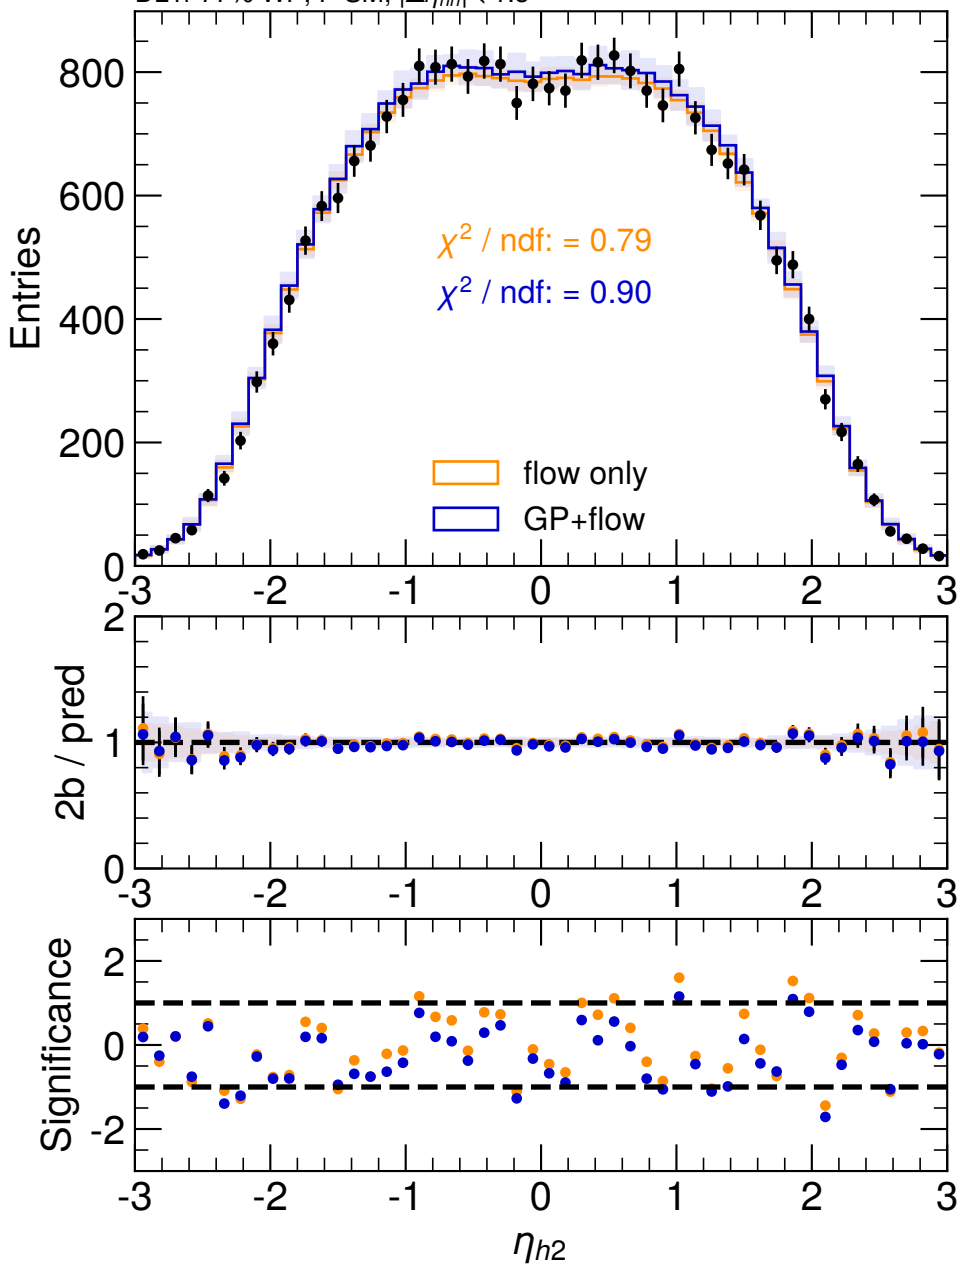 Entries
800
600
400
200
0
χ² / ndf: = 0.79
χ² / ndf: = 0.90
flow only
GP+flow
-3 -2 -1 0 1 2 3
2b / pred
2
1
0
-3 -2 -1 0 1 2 3
Significance
2
0
-2
-3 -2 -1 0 1 2 3
ηh2